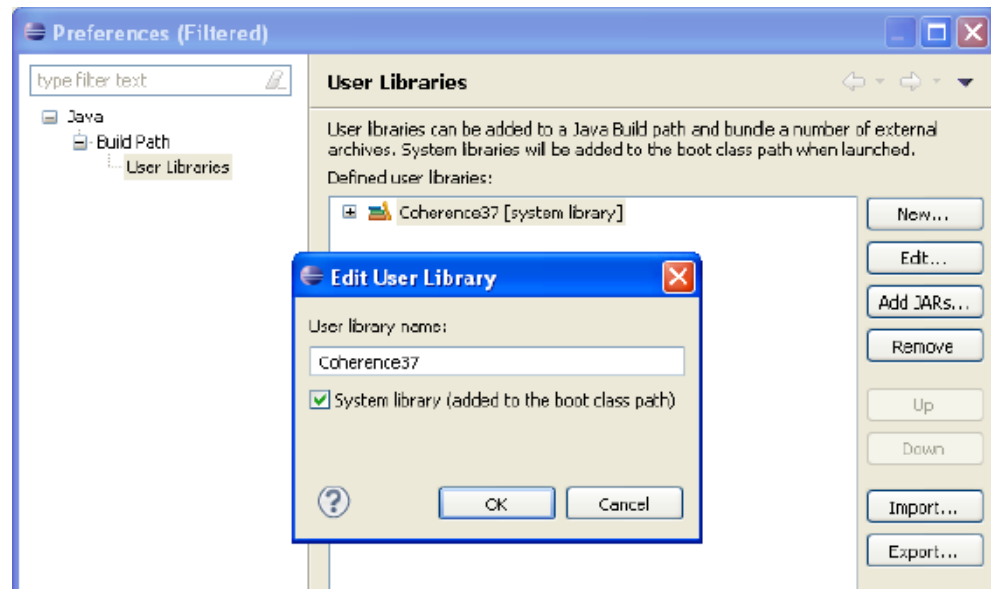 Preferences (Filtered)
type filter text
User Libraries
Java
Build Path
User Libraries
User libraries can be added to a Java Build path and bundle a number of external
archives. System libraries will be added to the boot class path when launched.
Defined user libraries:
Coherence37 [system library]
New...
Edit...
Add JARs...
Remove
Up
Down
Import...
Export...
Edit User Library
User library name:
Coherence37
System library (added to the boot class path)
?
OK Cancel